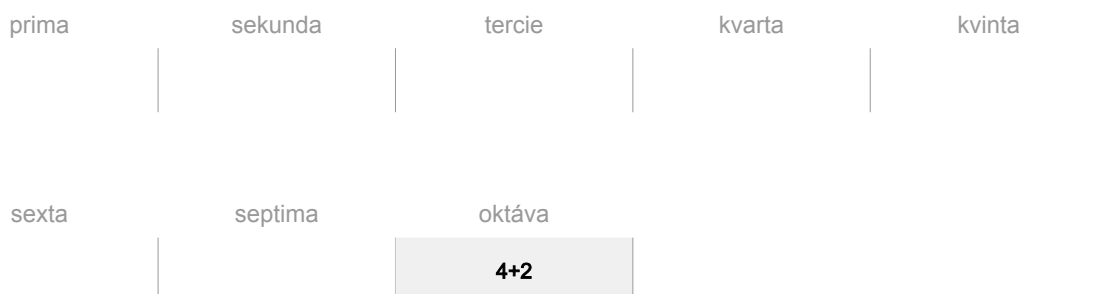 prima sekunda tercie kvarta kvinta
sexta septima oktáva
4+2